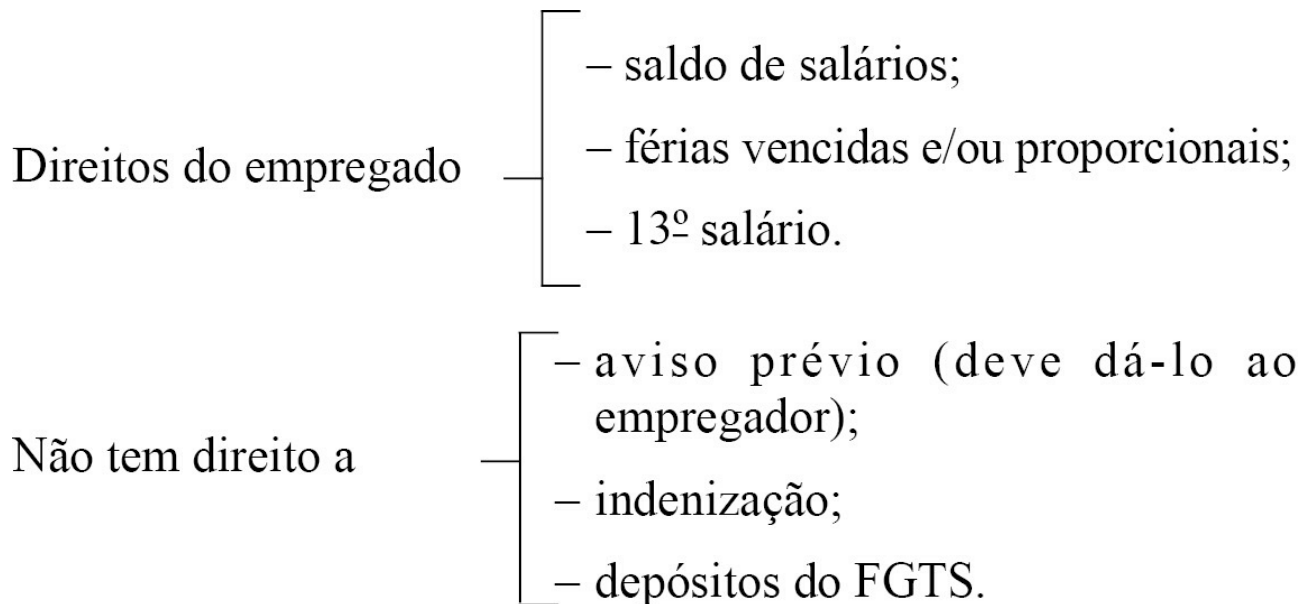 Direitos do empregado
– saldo de salários;
– férias vencidas e/ou proporcionais;
– 13º salário.
Não tem direito a
– aviso prévio (deve dá-lo ao
empregador);
– indenização;
– depósitos do FGTS.